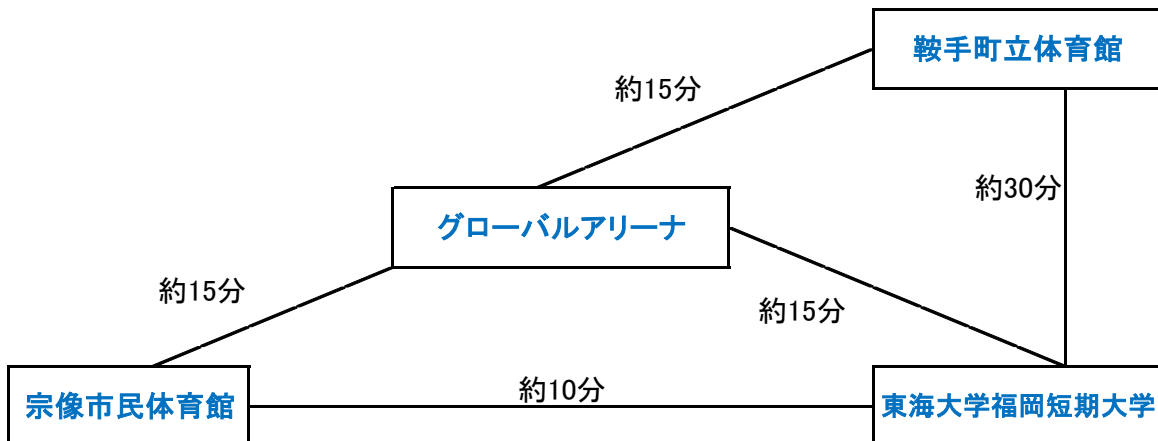 鞍手町立体育館
約15分
約30分
グローバルアリーナ
約15分
約15分
約10分
宗像市民体育館
東海大学福岡短期大学